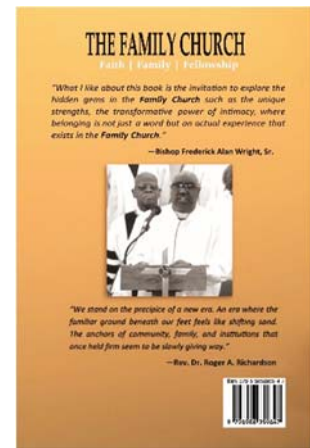 THE FAMILY CHURCH
Faith | Family | Fellowship
"What I like about this book is the invitation to explore the
hidden gems in the Family Church such as the unique
strengths, the transformative power of intimacy, where
belonging is not just a word but an actual experience that
exists in the Family Church."
—Bishop Frederick Alan Wright, Sr.
"We stand on the precipice of a new era. An era where the
familiar ground beneath our feet feels like shifting sand.
The anchors of community, family, and institutions that
once held firm seem to be slowly giving way."
—Rev. Dr. Roger A. Richardson